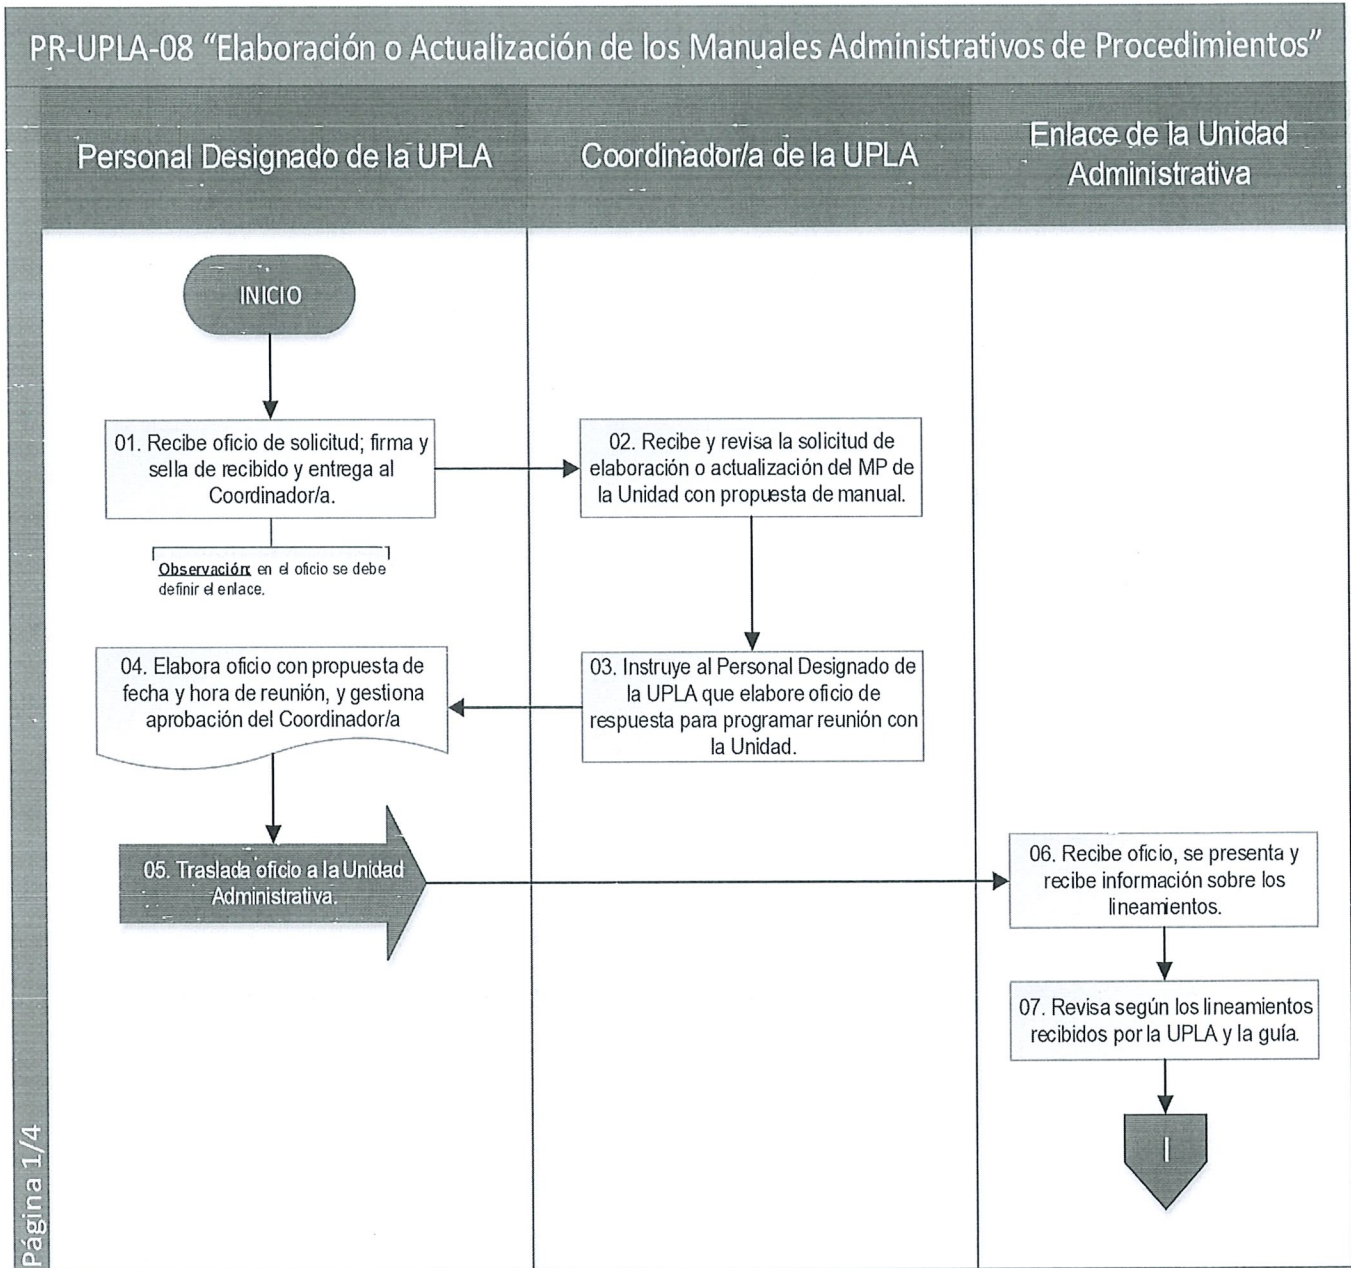 PR-UPLA-08 “Elaboración o Actualización de los Manuales Administrativos de Procedimientos”
Personal Designado de la UPLA
Coordinador/a de la UPLA
Enlace de la Unidad
Administrativa
INICIO
01. Recibe oficio de solicitud; firma y
sella de recibido y entrega al
Coordinador/a.
Observación: en el oficio se debe
definir el enlace.
02. Recibe y revisa la solicitud de
elaboración o actualización del MP de
la Unidad con propuesta de manual.
03. Instruye al Personal Designado de
la UPLA que elabore oficio de
respuesta para programar reunión con
la Unidad.
04. Elabora oficio con propuesta de
fecha y hora de reunión, y gestiona
aprobación del Coordinador/a
05. Traslada oficio a la Unidad
Administrativa.
06. Recibe oficio, se presenta y
recibe información sobre los
lineamientos.
07. Revisa según los lineamientos
recibidos por la UPLA y la guía.
I
Página 1/4